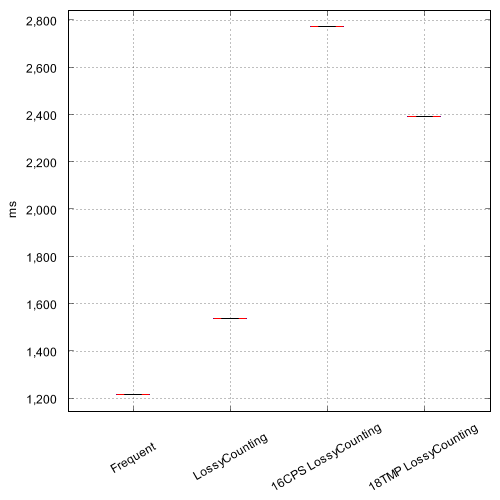 2,800
2,600
2,400
2,200
2,000
1,800
1,600
1,400
1,200
ms
Frequent
LossyCounting
16CPS LossyCounting
18TMP LossyCounting